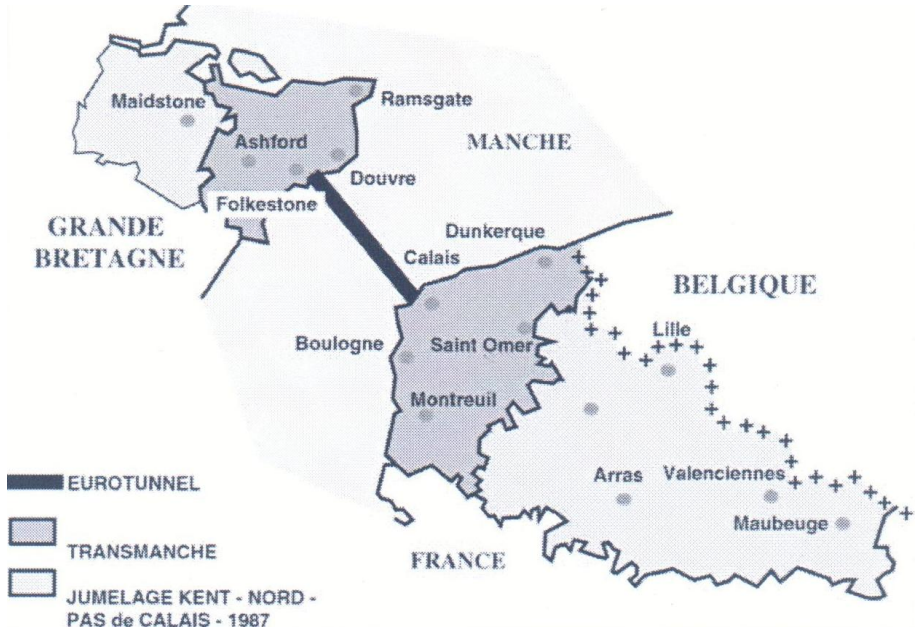 Maidstone
Ramsgate
Ashford
MANCHE
Douvre
Folkestone
GRANDE
BRETAGNE
Dunkerque
Calais
BELGIQUE
Lille
Boulogne
Saint Omer
Montreuil
Arras
Valenciennes
Maubeuge
FRANCE
EUROTUNNEL
TRANSMANCHE
JUMELAGE KENT - NORD -
PAS de CALAIS - 1987